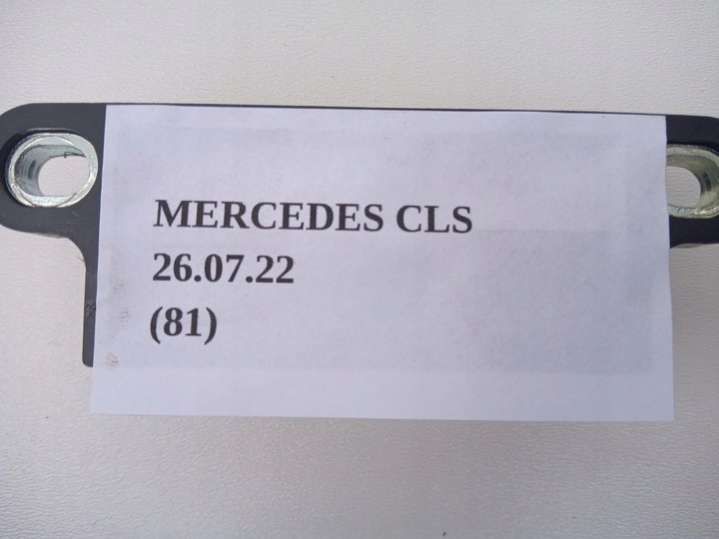 MERCEDES CLS
26.07.22
(81)